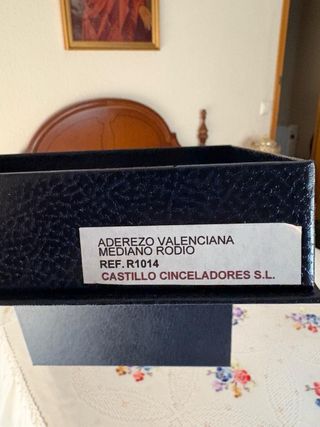 ADEREZO VALENCIANA
MEDIANO RODIO
REF. R1014
CASTILLO CINCELADORES S.L.